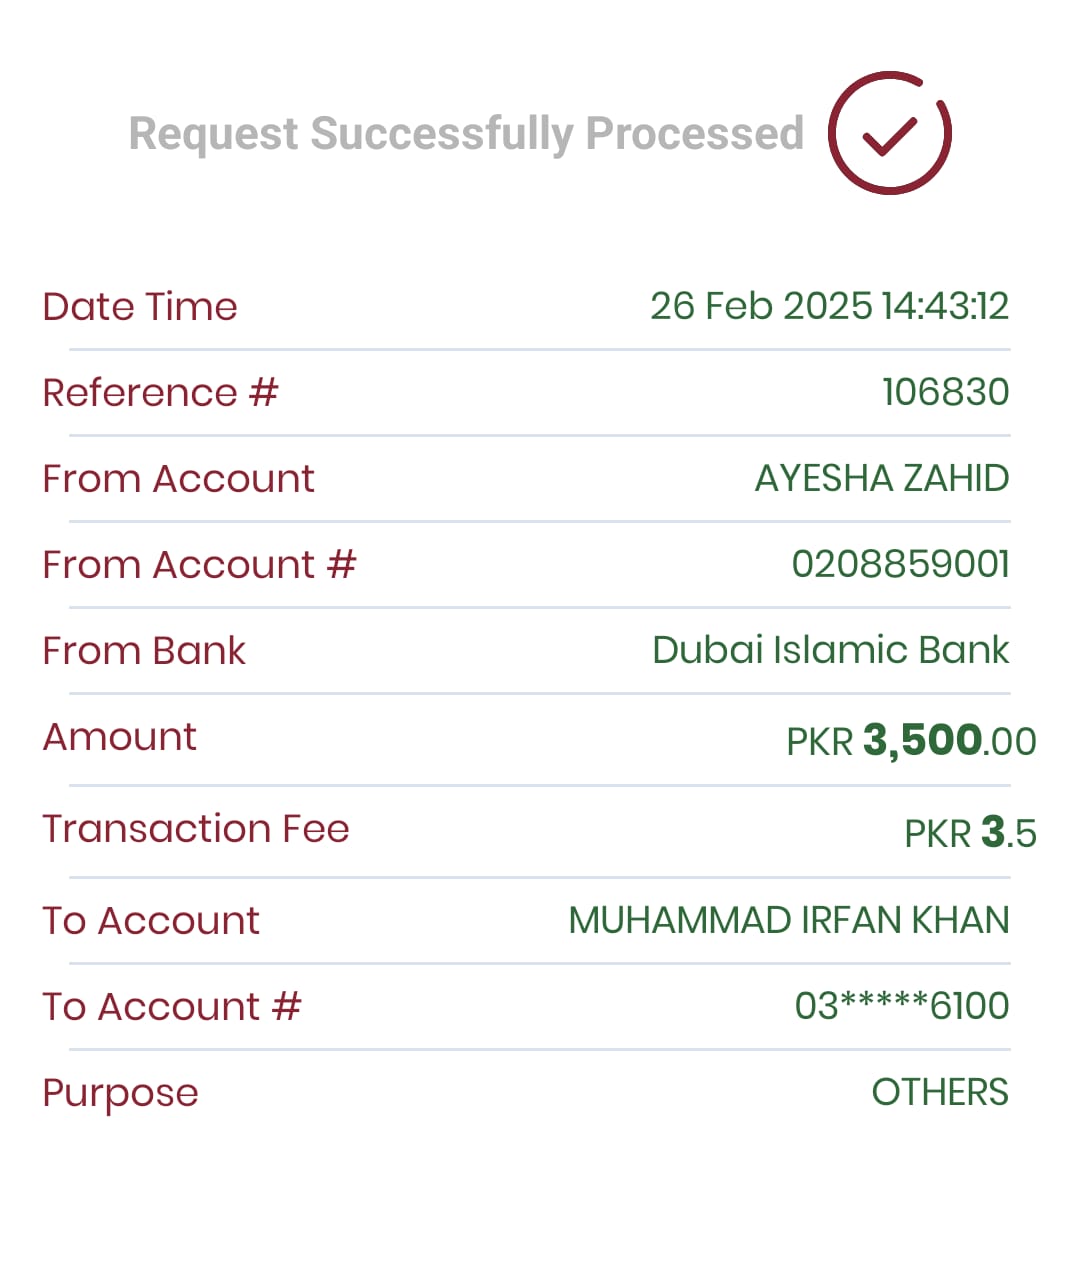 Request Successfully Processed
Date Time 26 Feb 2025 14:43:12
Reference # 106830
From Account AYESHA ZAHID
From Account # 0208859001
From Bank Dubai Islamic Bank
Amount PKR 3,500.00
Transaction Fee PKR 3.5
To Account MUHAMMAD IRFAN KHAN
To Account # 03*****6100
Purpose OTHERS